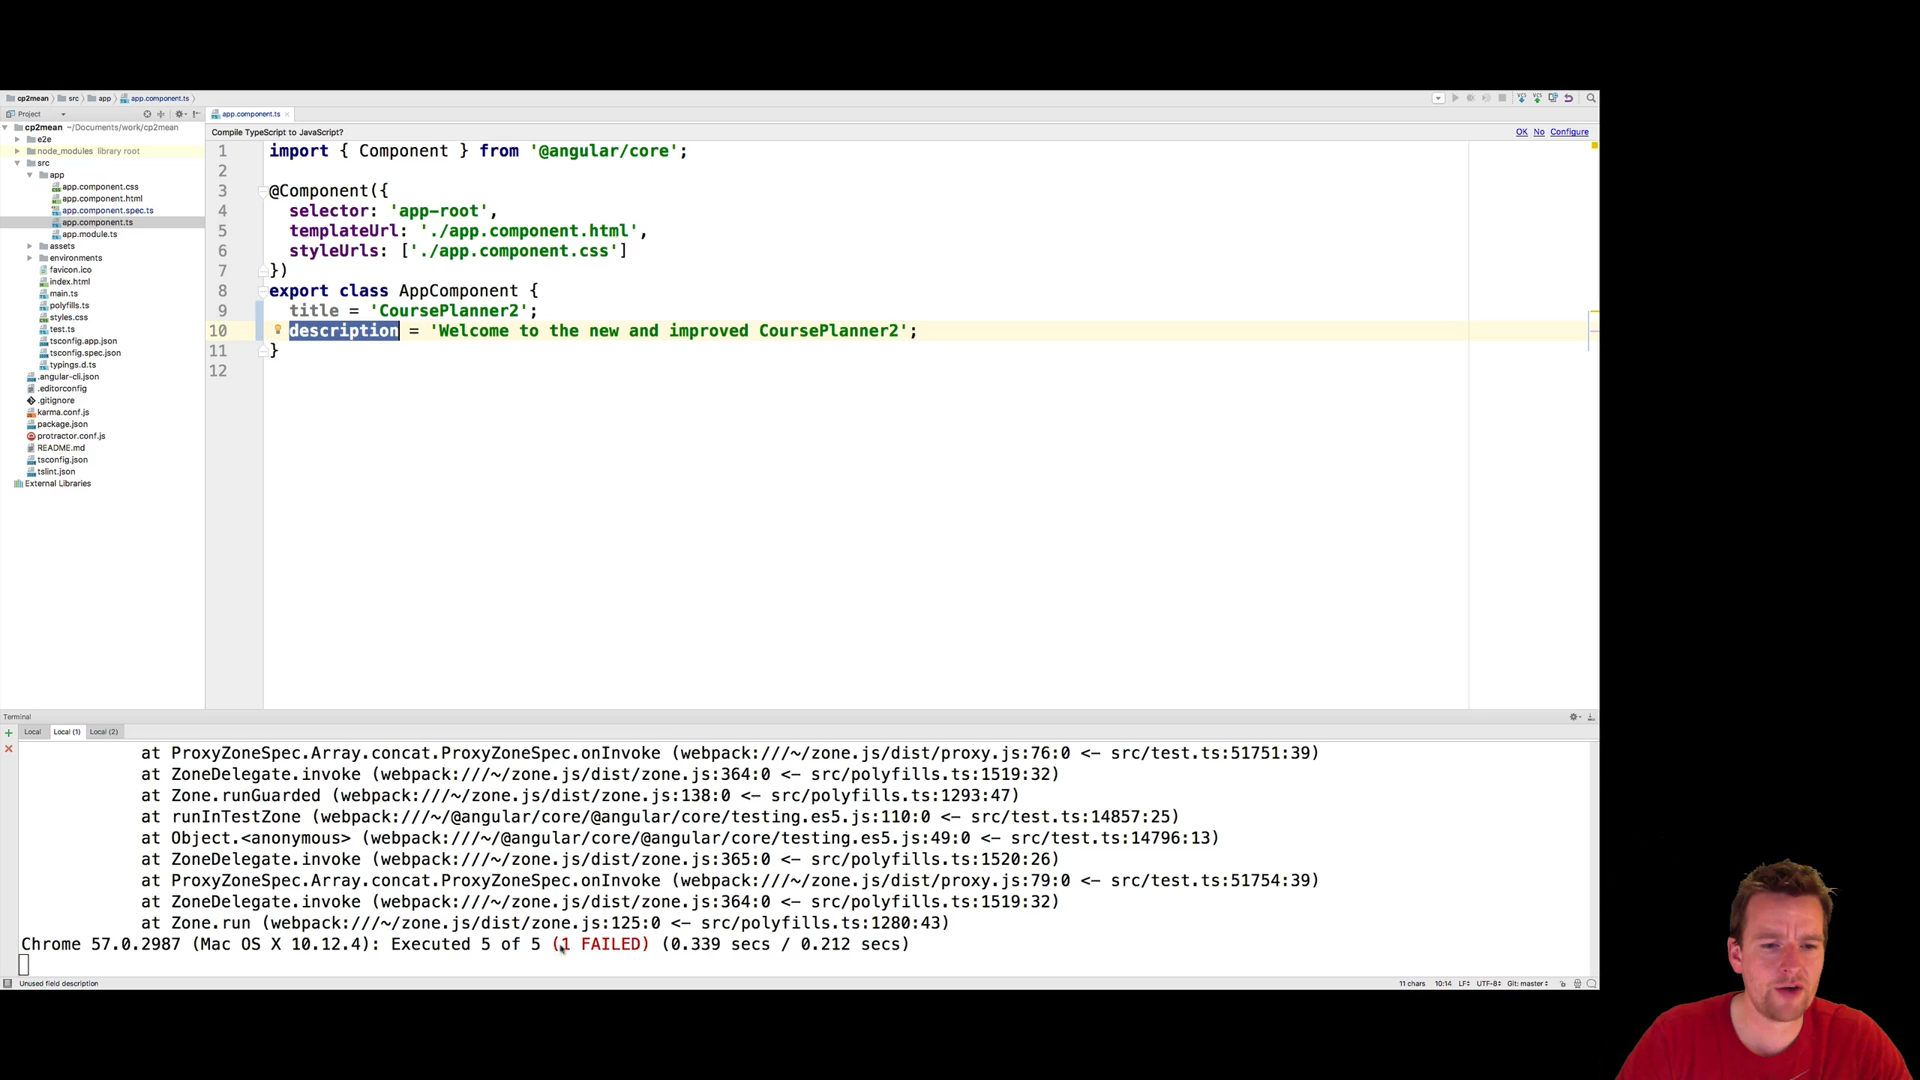 cp2mean src app app.component.ts
Project
app.component.ts
cp2mean ~/Documents/work/cp2mean
e2e
node_modules library root
src
app
app.component.css
app.component.html
app.component.spec.ts
app.component.ts
app.module.ts
assets
environments
favicon.ico
index.html
main.ts
polyfills.ts
styles.css
test.ts
tsconfig.app.json
tsconfig.spec.json
typings.d.ts
.angular-cli.json
.editorconfig
.gitignore
karma.conf.js
package.json
protractor.conf.js
README.md
tsconfig.json
tslint.json
External Libraries
Compile TypeScript to JavaScript? OK No Configure
1 import { Component } from '@angular/core';
2
3 @Component({
4 selector: 'app-root',
5 templateUrl: './app.component.html',
6 styleUrls: ['./app.component.css']
7 })
8 export class AppComponent {
9 title = 'CoursePlanner2';
10 description = 'Welcome to the new and improved CoursePlanner2';
11 }
12
Terminal
Local Local (1) Local (2)
at ProxyZoneSpec.Array.concat.ProxyZoneSpec.onInvoke (webpack:///~/zone.js/dist/proxy.js:76:0 <- src/test.ts:51751:39)
at ZoneDelegate.invoke (webpack:///~/zone.js/dist/zone.js:364:0 <- src/polyfills.ts:1519:32)
at Zone.runGuarded (webpack:///~/zone.js/dist/zone.js:138:0 <- src/polyfills.ts:1293:47)
at runInTestZone (webpack:///~/@angular/core/@angular/core/testing.es5.js:110:0 <- src/test.ts:14857:25)
at Object.<anonymous> (webpack:///~/@angular/core/@angular/core/testing.es5.js:49:0 <- src/test.ts:14796:13)
at ZoneDelegate.invoke (webpack:///~/zone.js/dist/zone.js:365:0 <- src/polyfills.ts:1520:26)
at ProxyZoneSpec.Array.concat.ProxyZoneSpec.onInvoke (webpack:///~/zone.js/dist/proxy.js:79:0 <- src/test.ts:51754:39)
at ZoneDelegate.invoke (webpack:///~/zone.js/dist/zone.js:364:0 <- src/polyfills.ts:1519:32)
at Zone.run (webpack:///~/zone.js/dist/zone.js:125:0 <- src/polyfills.ts:1280:43)
Chrome 57.0.2987 (Mac OS X 10.12.4): Executed 5 of 5 (1 FAILED) (0.339 secs / 0.212 secs)
Unused field description 11 chars 10:14 LF÷ UTF-8÷ Git: master÷